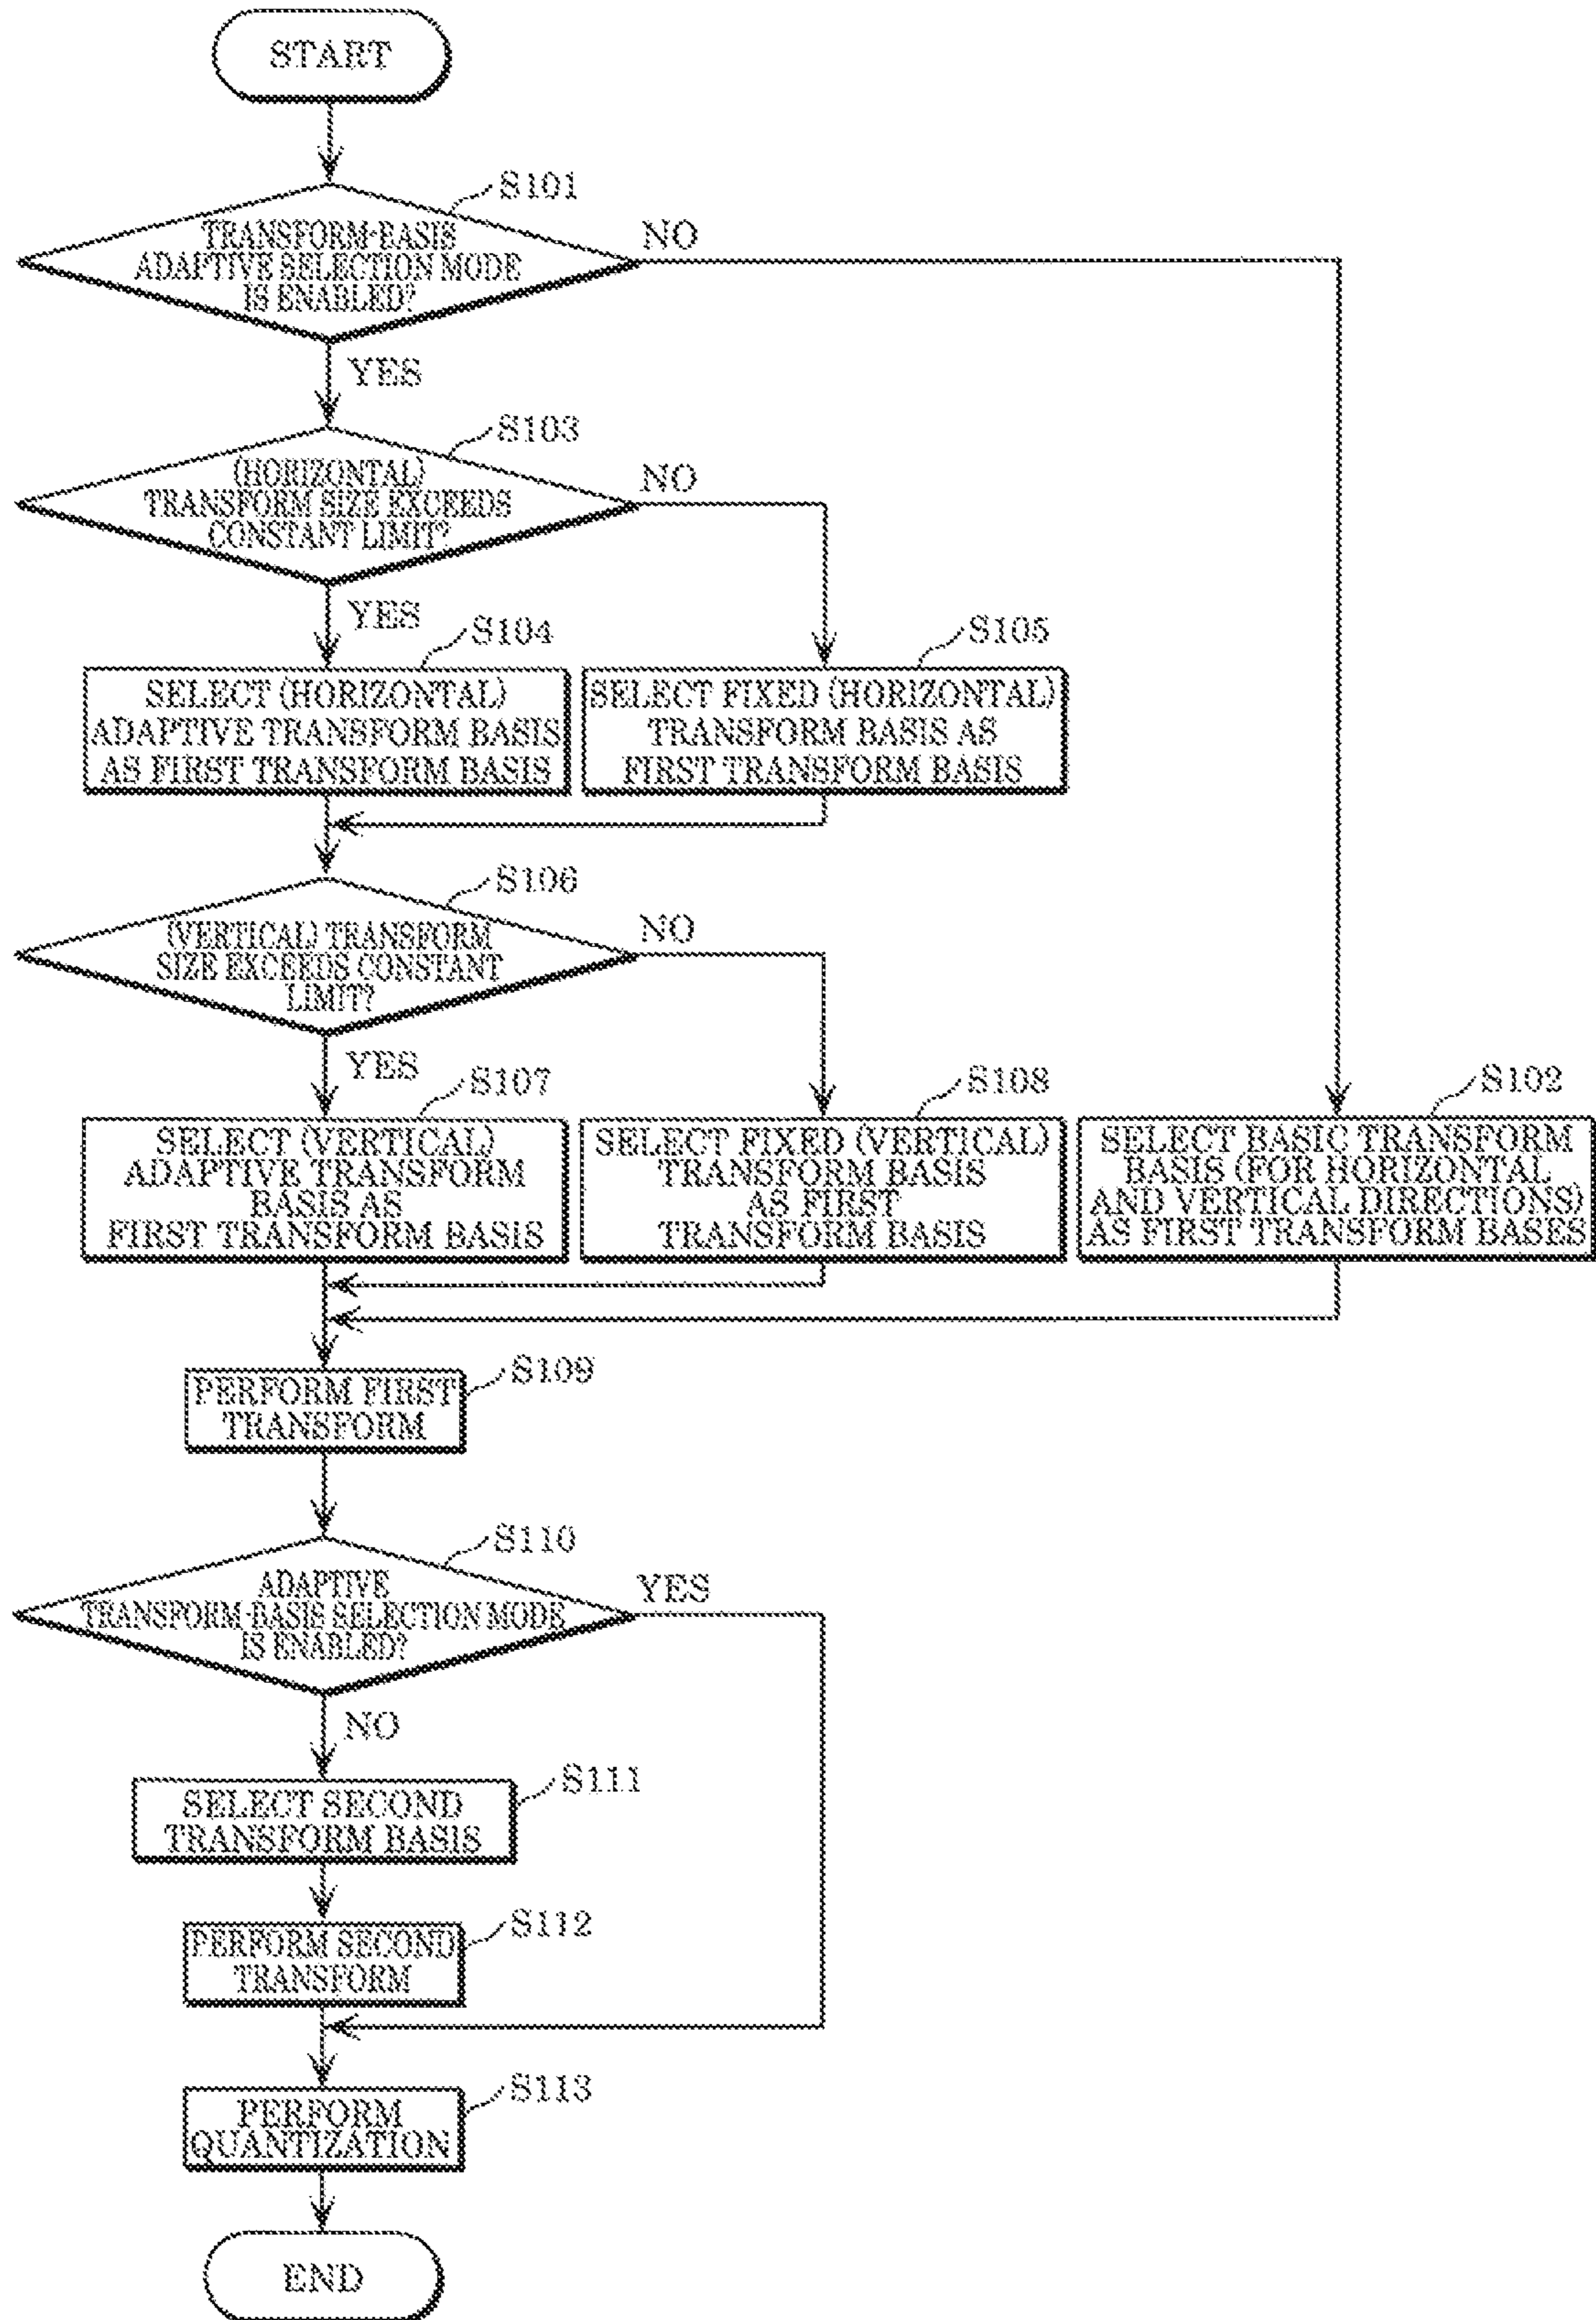 START
S101
TRANSFORM-BASIS
ADAPTIVE SELECTION MODE
IS ENABLED?
NO
YES
S103
(HORIZONTAL)
TRANSFORM SIZE EXCEEDS
CONSTANT LIMIT?
NO
YES
S104
SELECT (HORIZONTAL)
ADAPTIVE TRANSFORM BASIS
AS FIRST TRANSFORM BASIS
S105
SELECT FIXED (HORIZONTAL)
TRANSFORM BASIS AS
FIRST TRANSFORM BASIS
S106
(VERTICAL) TRANSFORM
SIZE EXCEEDS CONSTANT
LIMIT?
NO
YES
S107
SELECT (VERTICAL)
ADAPTIVE TRANSFORM
BASIS AS
FIRST TRANSFORM BASIS
S108
SELECT FIXED (VERTICAL)
TRANSFORM BASIS
AS FIRST
TRANSFORM BASIS
S102
SELECT BASIC TRANSFORM
BASIS (FOR HORIZONTAL
AND VERTICAL DIRECTIONS)
AS FIRST TRANSFORM BASES
S109
PERFORM FIRST
TRANSFORM
S110
ADAPTIVE
TRANSFORM-BASIS SELECTION MODE
IS ENABLED?
YES
NO
S111
SELECT SECOND
TRANSFORM BASIS
S112
PERFORM SECOND
TRANSFORM
S113
PERFORM
QUANTIZATION
END